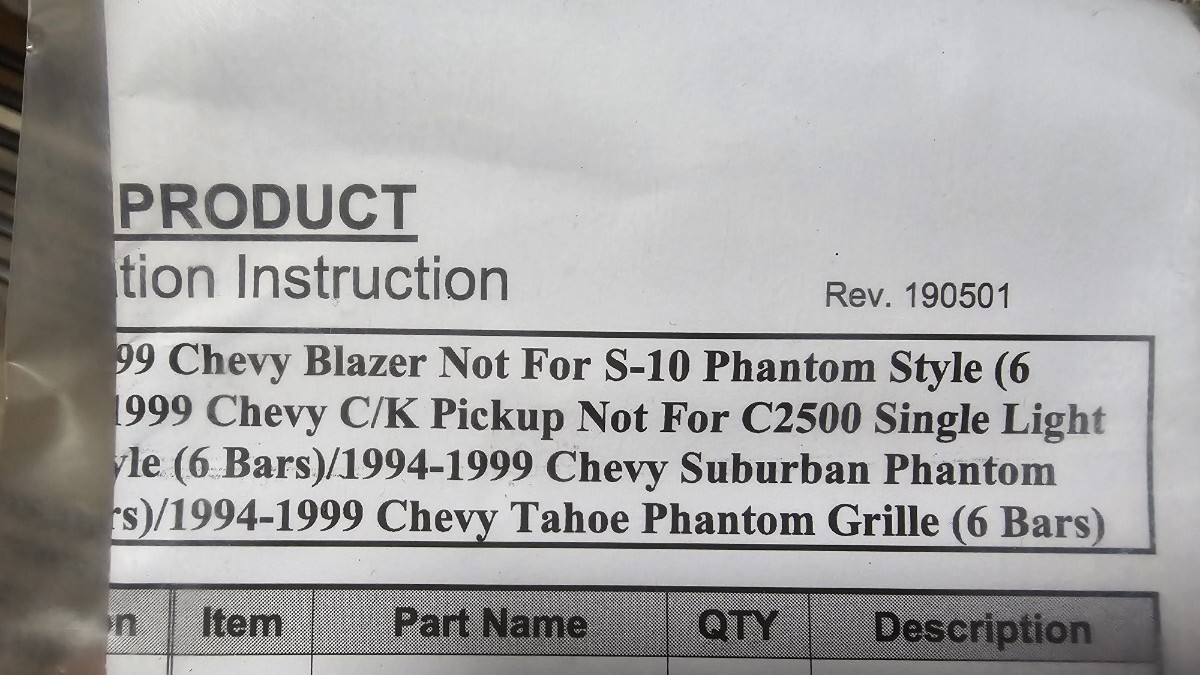 PRODUCT
tion Instruction
Rev. 190501
99 Chevy Blazer Not For S-10 Phantom Style (6
1999 Chevy C/K Pickup Not For C2500 Single Light
yle (6 Bars)/1994-1999 Chevy Suburban Phantom
rs)/1994-1999 Chevy Tahoe Phantom Grille (6 Bars)
on Item Part Name QTY Description